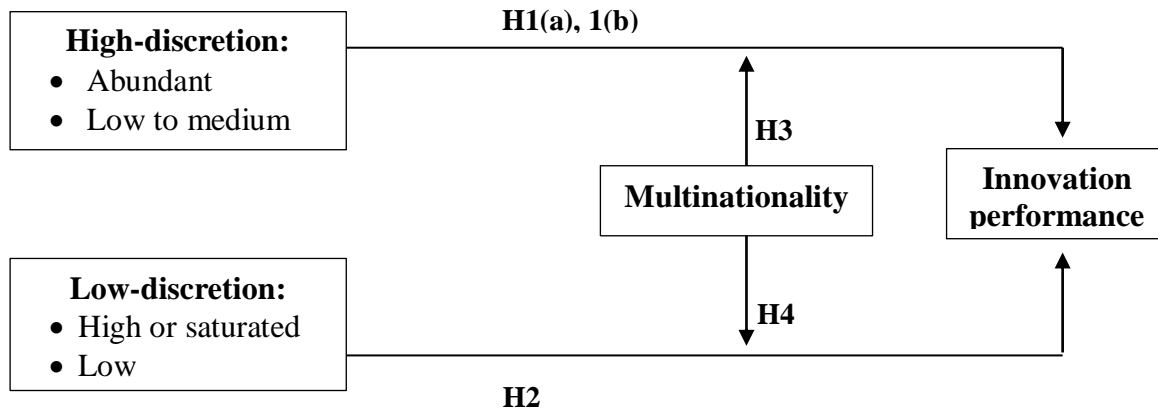 H1(a), 1(b)
High-discretion:
• Abundant
• Low to medium
H3
Multinationality
Innovation
performance
Low-discretion:
• High or saturated
• Low
H4
H2